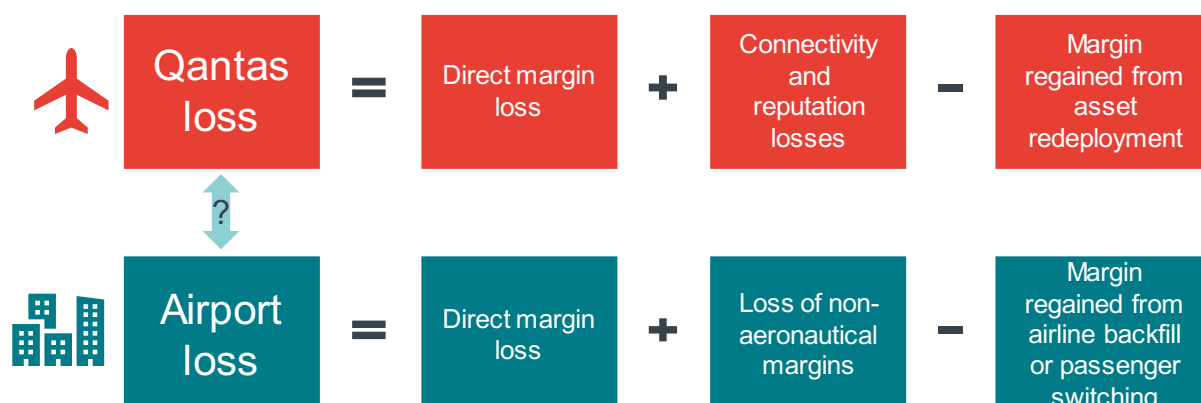 Qantas
loss
=
Direct margin
loss
+
Connectivity
and
reputation
losses
-
Margin
regained from
asset
redeployment
?
Airport
loss
=
Direct margin
loss
+
Loss of non-
aeronautical
margins
-
Margin
regained from
airline backfill
or passenger
switching